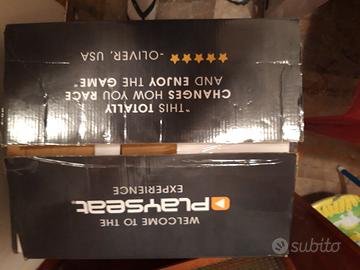 "THIS TOTALLY
CHANGES HOW YOU RACE
AND ENJOY THE GAME"
★★★★★ -OLIVER, USA
WELCOME TO THE
PLAYSEAT
EXPERIENCE
subito